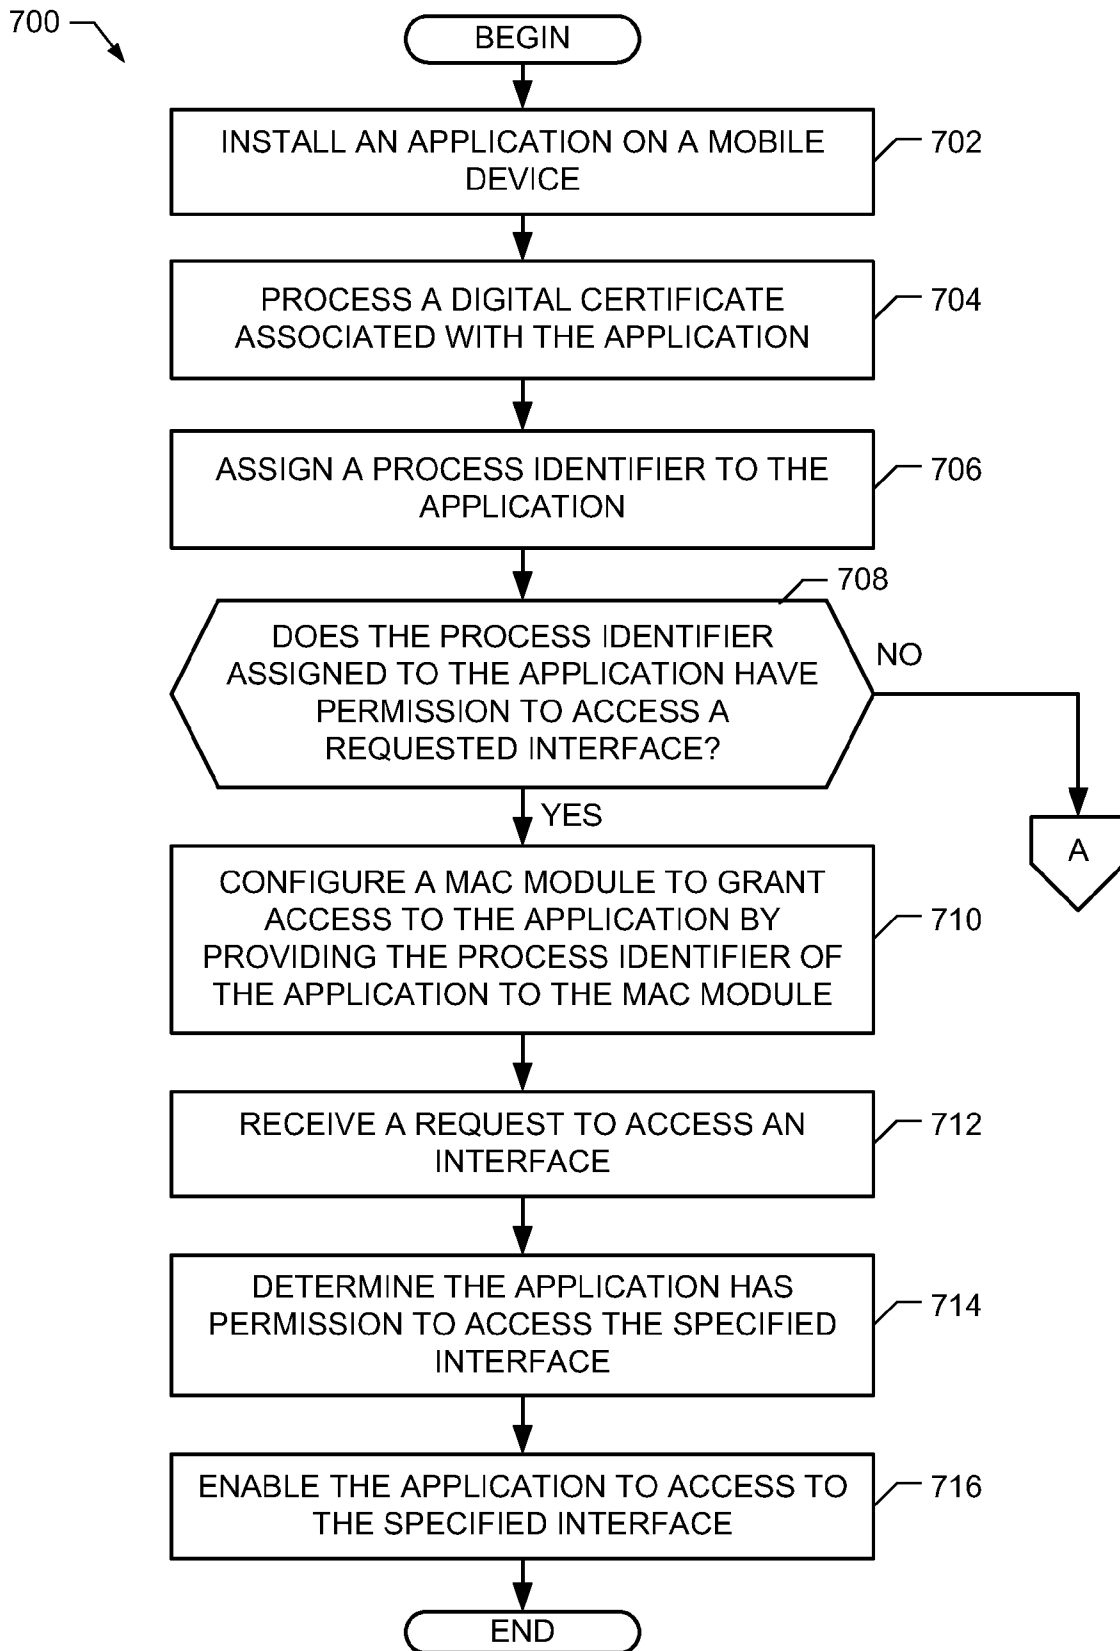 700
BEGIN
INSTALL AN APPLICATION ON A MOBILE
DEVICE
702
PROCESS A DIGITAL CERTIFICATE
ASSOCIATED WITH THE APPLICATION
704
ASSIGN A PROCESS IDENTIFIER TO THE
APPLICATION
706
708
DOES THE PROCESS IDENTIFIER
ASSIGNED TO THE APPLICATION HAVE
PERMISSION TO ACCESS A
REQUESTED INTERFACE?
NO
YES
A
CONFIGURE A MAC MODULE TO GRANT
ACCESS TO THE APPLICATION BY
PROVIDING THE PROCESS IDENTIFIER OF
THE APPLICATION TO THE MAC MODULE
710
RECEIVE A REQUEST TO ACCESS AN
INTERFACE
712
DETERMINE THE APPLICATION HAS
PERMISSION TO ACCESS THE SPECIFIED
INTERFACE
714
ENABLE THE APPLICATION TO ACCESS TO
THE SPECIFIED INTERFACE
716
END